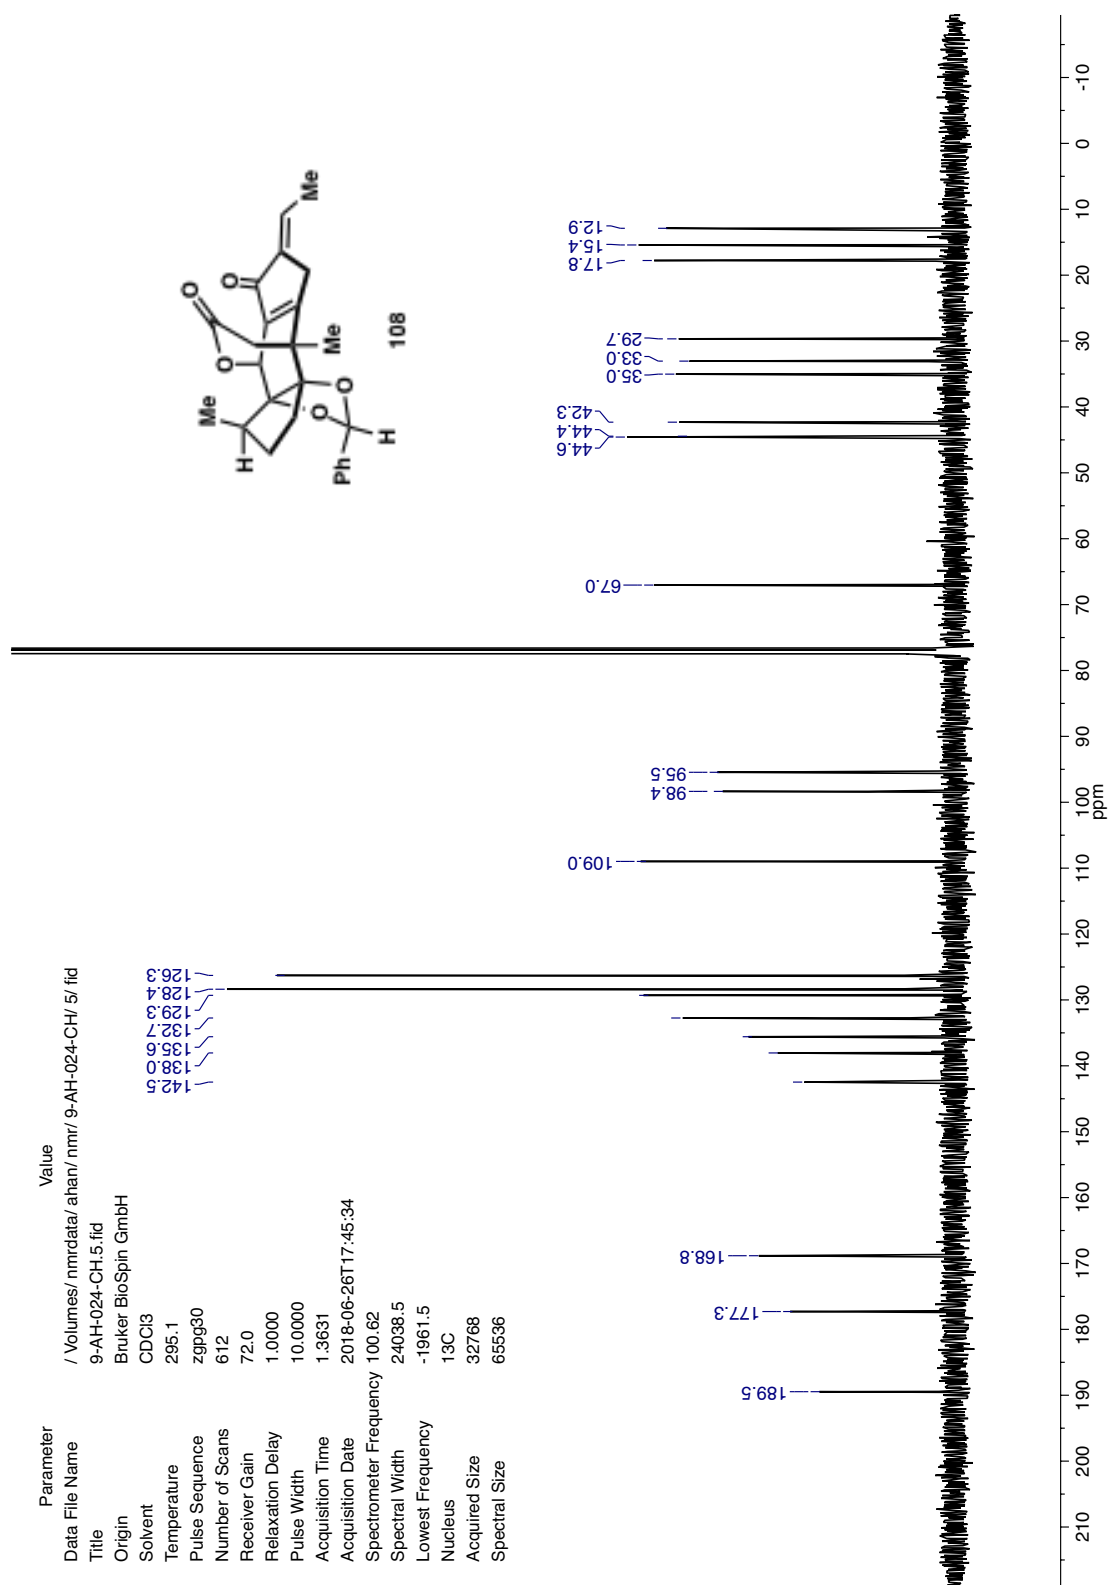 Parameter Value
Data File Name / Volumes/ nmrdata/ ahan/ nmr/ 9-AH-024-CH/ 5/ fid
Title 9-AH-024-CH.5.fid
Origin Bruker BioSpin GmbH
Solvent CDCl3
Temperature 295.1
Pulse Sequence zgpg30
Number of Scans 612
Receiver Gain 72.0
Relaxation Delay 1.0000
Pulse Width 10.0000
Acquisition Time 1.3631
Acquisition Date 2018-06-26T17:45:34
Spectrometer Frequency 100.62
Spectral Width 24038.5
Lowest Frequency -1961.5
Nucleus 13C
Acquired Size 32768
Spectral Size 65536
H
Me
O
O
O
Me
Me
O
O
Ph
H
108
189.5
177.3
168.8
142.5
138.0
135.6
132.7
129.3
128.4
126.3
109.0
98.4
95.5
67.0
44.6
44.4
42.3
35.0
33.0
29.7
17.8
15.4
12.9
210 200 190 180 170 160 150 140 130 120 110 100 90 80 70 60 50 40 30 20 10 0 -10
ppm